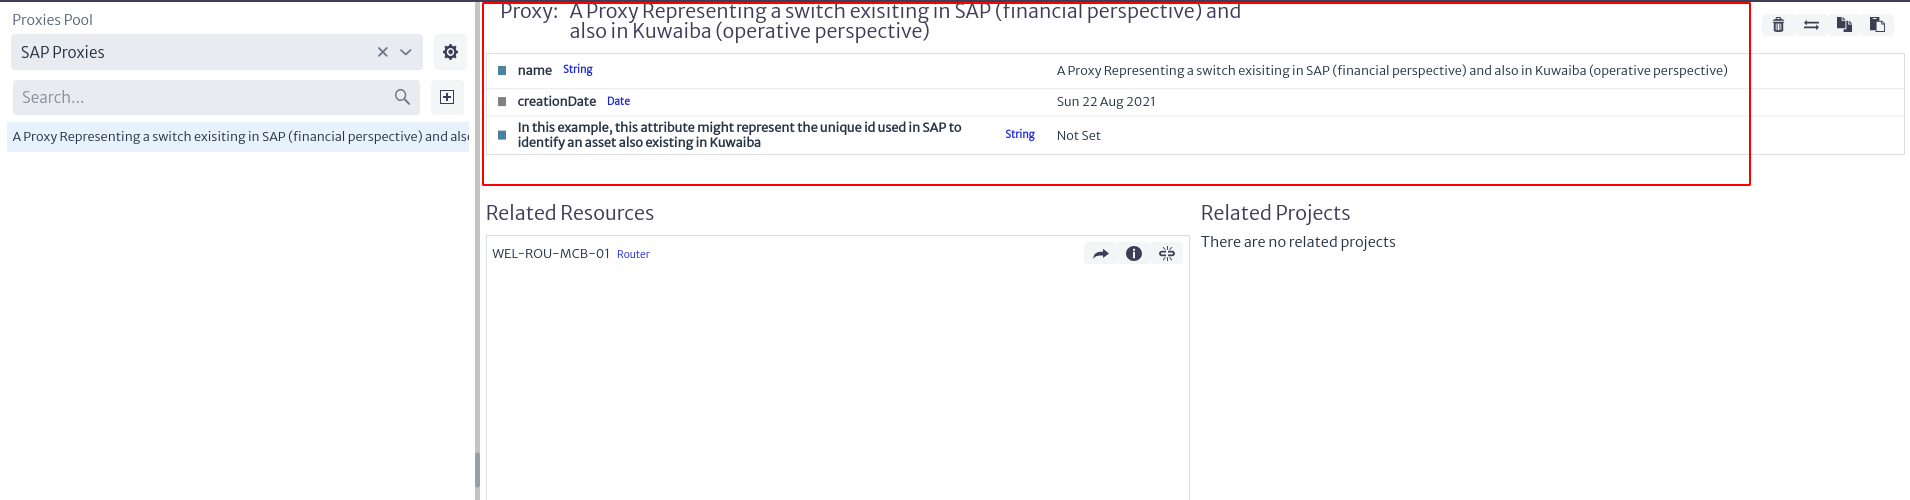 Proxies Pool
SAP Proxies
Search...
A Proxy Representing a switch exisiting in SAP (financial perspective) and als
Proxy: A Proxy Representing a switch exisiting in SAP (financial perspective) and
also in Kuwaiba (operative perspective)
name String A Proxy Representing a switch exisiting in SAP (financial perspective) and also in Kuwaiba (operative perspective)
creationDate Date Sun 22 Aug 2021
In this example, this attribute might represent the unique id used in SAP to
identify an asset also existing in Kuwaiba String Not Set
Related Resources
WEL-ROU-MCB-01 Router
Related Projects
There are no related projects